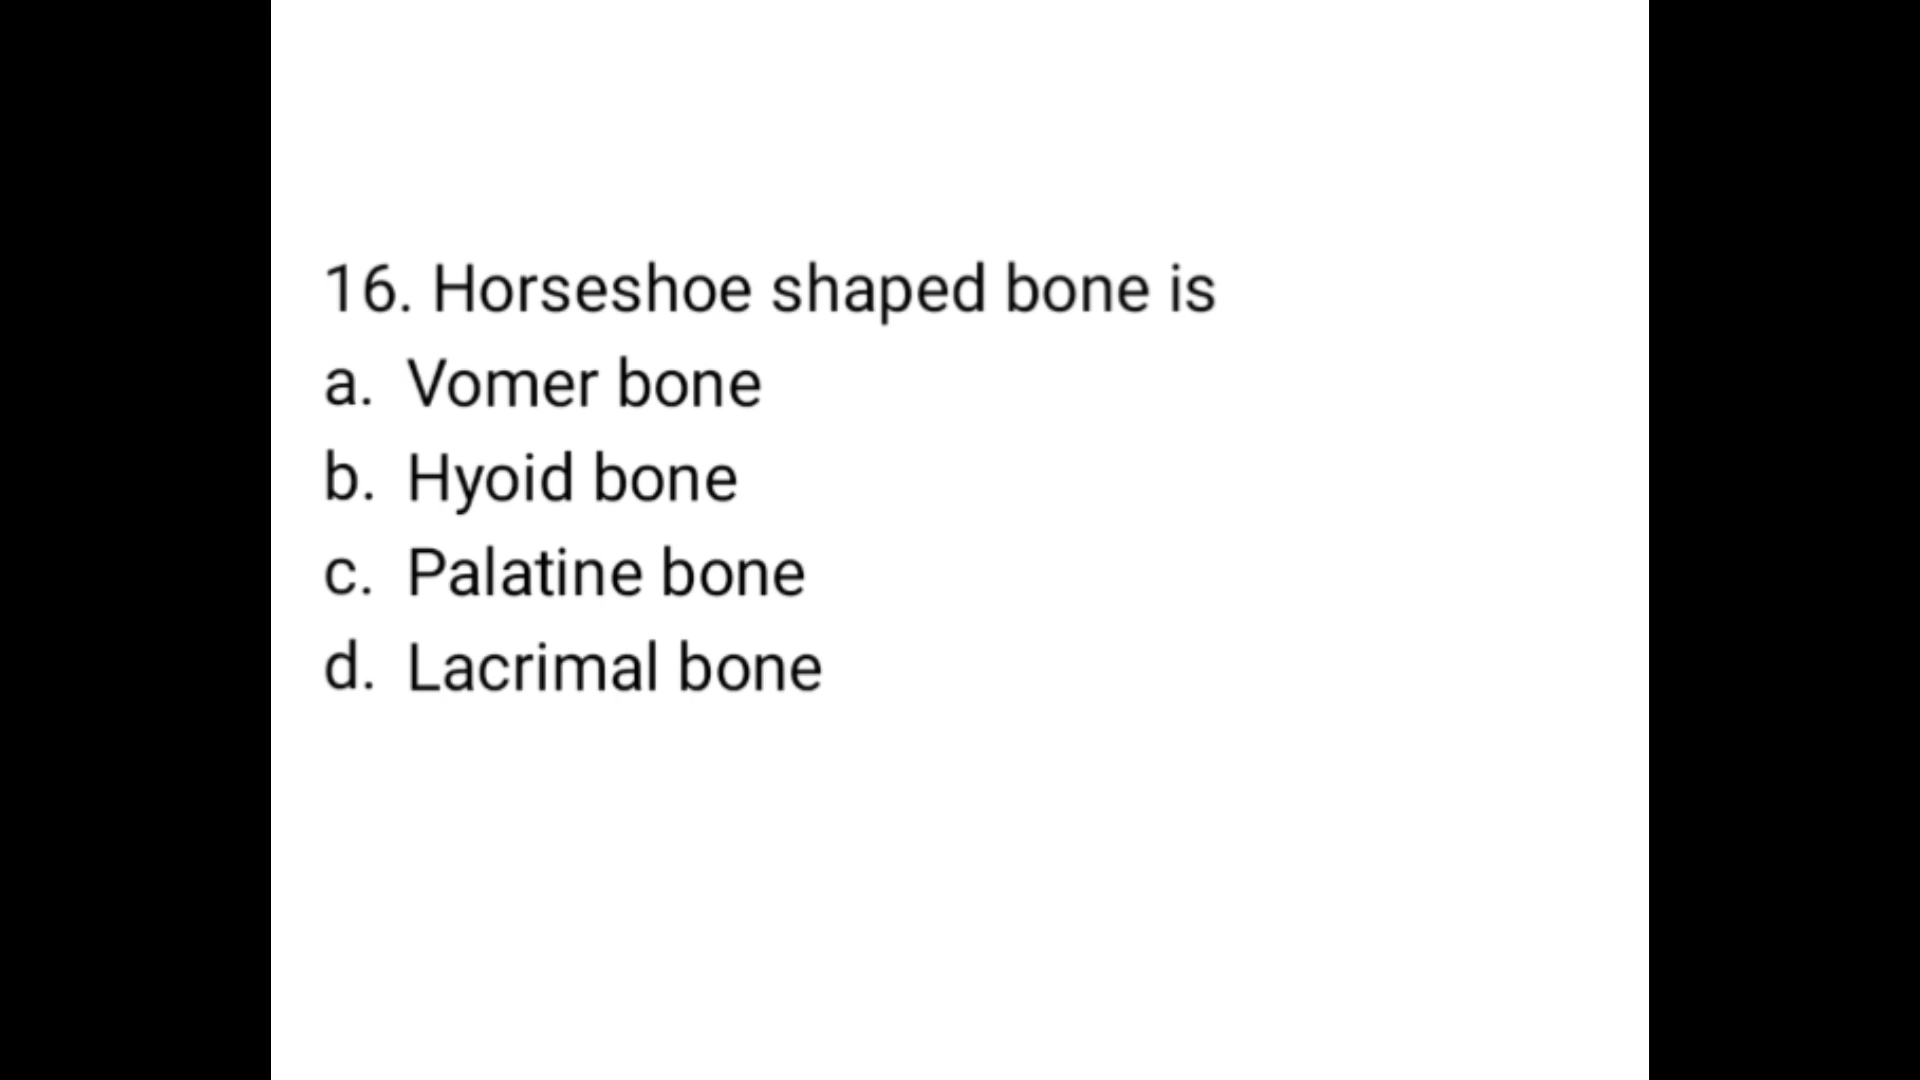 16. Horseshoe shaped bone is
a. Vomer bone
b. Hyoid bone
c. Palatine bone
d. Lacrimal bone